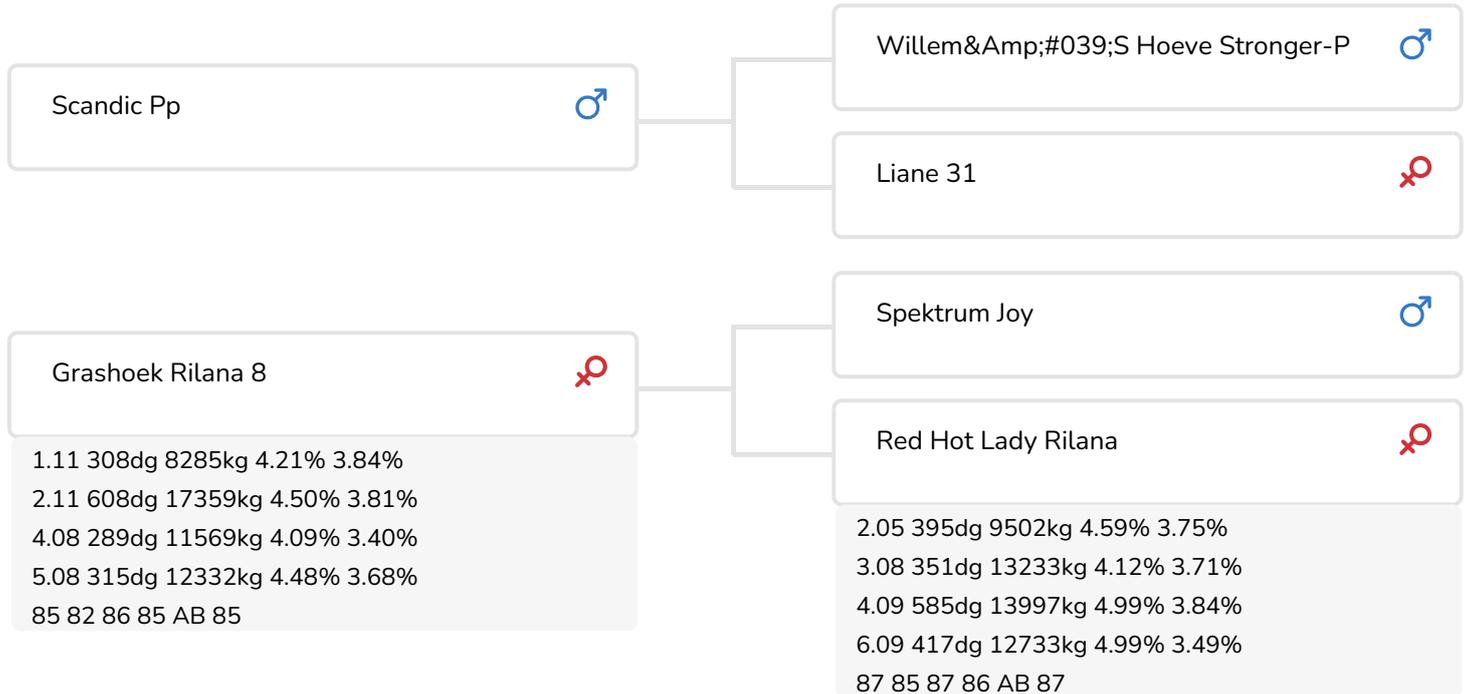 Scandic Pp
Willem&Amp;#039;S Hoeve Stronger-P
Liane 31
Grashoek Rilana 8
1.11 308dg 8285kg 4.21% 3.84%
2.11 608dg 17359kg 4.50% 3.81%
4.08 289dg 11569kg 4.09% 3.40%
5.08 315dg 12332kg 4.48% 3.68%
85 82 86 85 AB 85
Spektrum Joy
Red Hot Lady Rilana
2.05 395dg 9502kg 4.59% 3.75%
3.08 351dg 13233kg 4.12% 3.71%
4.09 585dg 13997kg 4.99% 3.84%
6.09 417dg 12733kg 4.99% 3.49%
87 85 87 86 AB 87